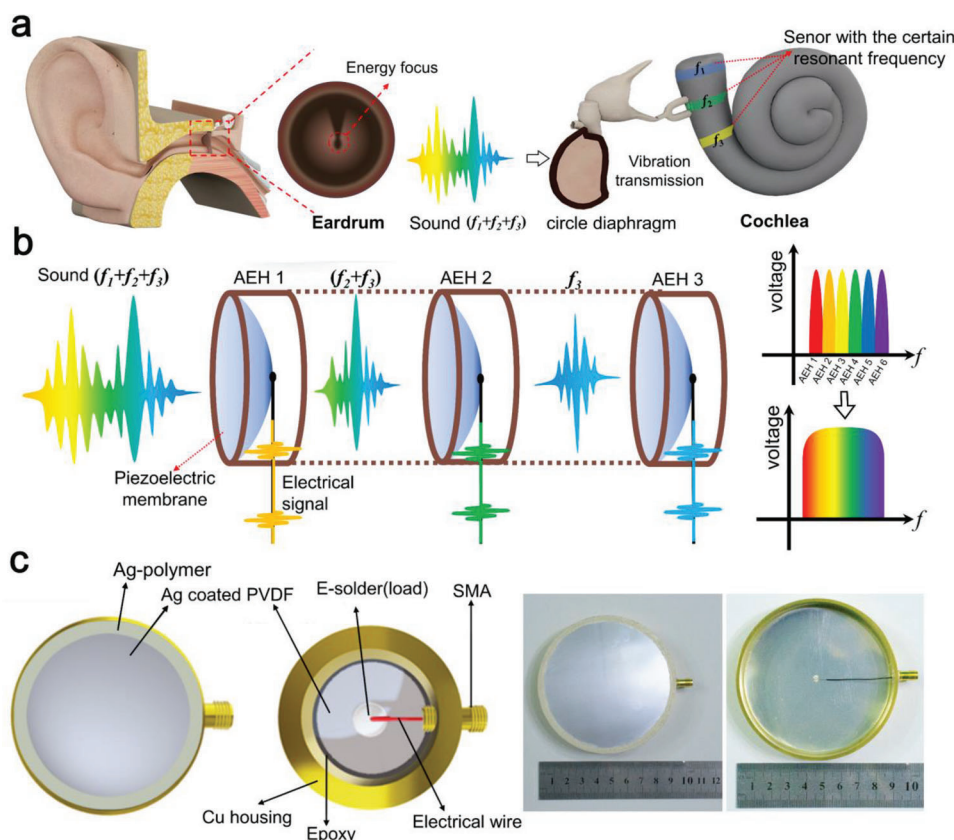 a
Energy focus
Eardrum
Sound (f₁+f₂+f₃)
Vibration
transmission
circle diaphragm
Senor with the certain
resonant frequency
f₁
f₂
f₃
Cochlea
b
Sound (f₁+f₂+f₃)
AEH 1
(f₂+f₃)
AEH 2
f₃
AEH 3
Piezoelectric
membrane
Electrical
signal
voltage
f
AEH 1
AEH 2
AEH 3
AEH 4
AEH 5
AEH 6
voltage
f
c
Ag-polymer
Ag coated PVDF
E-solder(load)
SMA
Cu housing
Epoxy
Electrical wire
1 2 3 4 5 6 7 8 9 10 11 12
1 2 3 4 5 6 7 8 9 10